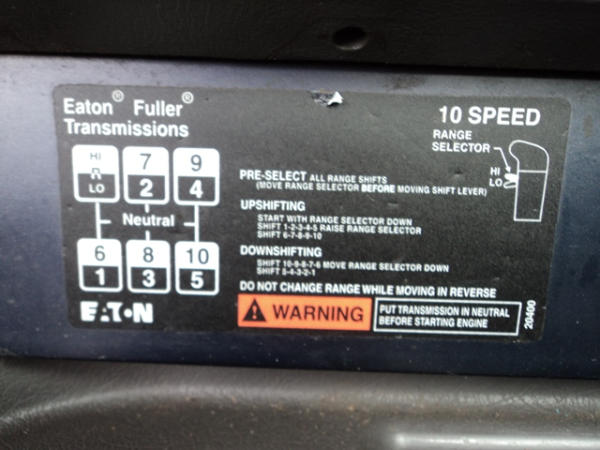 Eaton® Fuller®
Transmissions
10 SPEED
RANGE
SELECTOR
HI
LO
HI 7 9
R
LO 2 4
Neutral
6 8 10
1 3 5
EATON
PRE-SELECT ALL RANGE SHIFTS
(MOVE RANGE SELECTOR BEFORE MOVING SHIFT LEVER)
UPSHIFTING
START WITH RANGE SELECTOR DOWN
SHIFT 1-2-3-4-5 RAISE RANGE SELECTOR
SHIFT 6-7-8-9-10
DOWNSHIFTING
SHIFT 10-9-8-7-6 MOVE RANGE SELECTOR DOWN
SHIFT 5-4-3-2-1
DO NOT CHANGE RANGE WHILE MOVING IN REVERSE
WARNING
PUT TRANSMISSION IN NEUTRAL
BEFORE STARTING ENGINE
20400